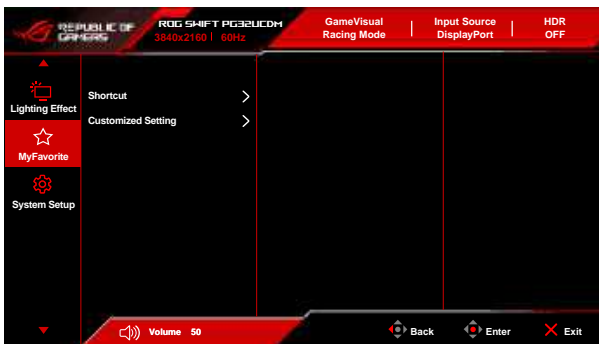 REPUBLIC OF
GAMERS
ROG SWIFT PG32UCDM
3840x2160 | 60Hz
GameVisual
Racing Mode
Input Source
DisplayPort
HDR
OFF
Lighting Effect
MyFavorite
System Setup
Shortcut
Customized Setting
Volume 50
Back
Enter
Exit